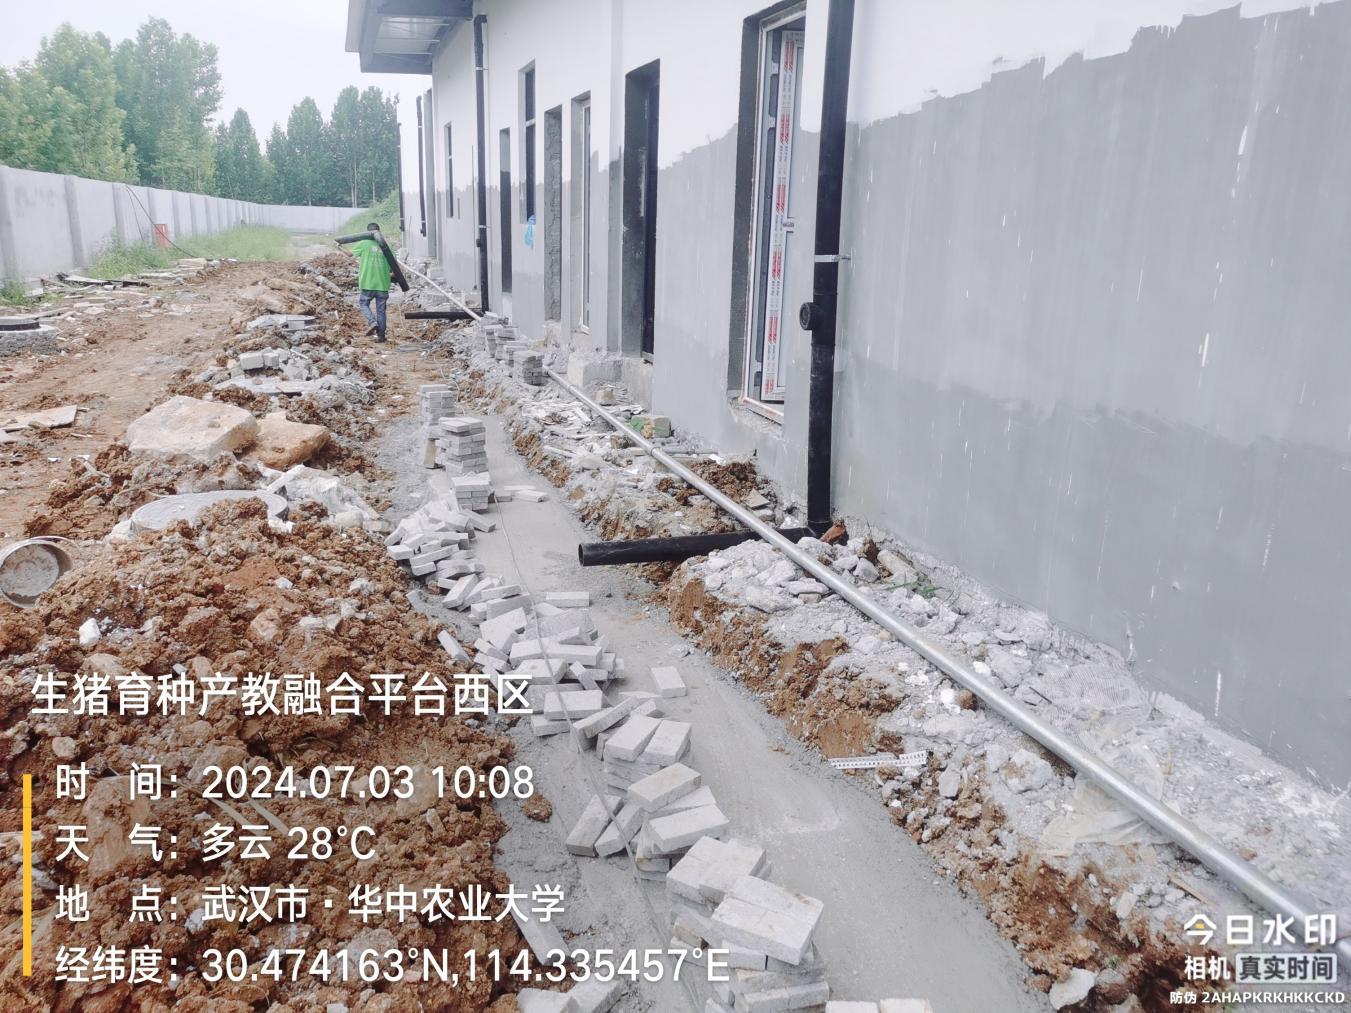 生猪育种产教融合平台西区
时 间：2024.07.03 10:08
天 气：多云 28°C
地 点：武汉市·华中农业大学
经纬度：30.474163°N,114.335457°E
今日水印
相机 真实时间
防伪 2AHAPKRKHKKCKD